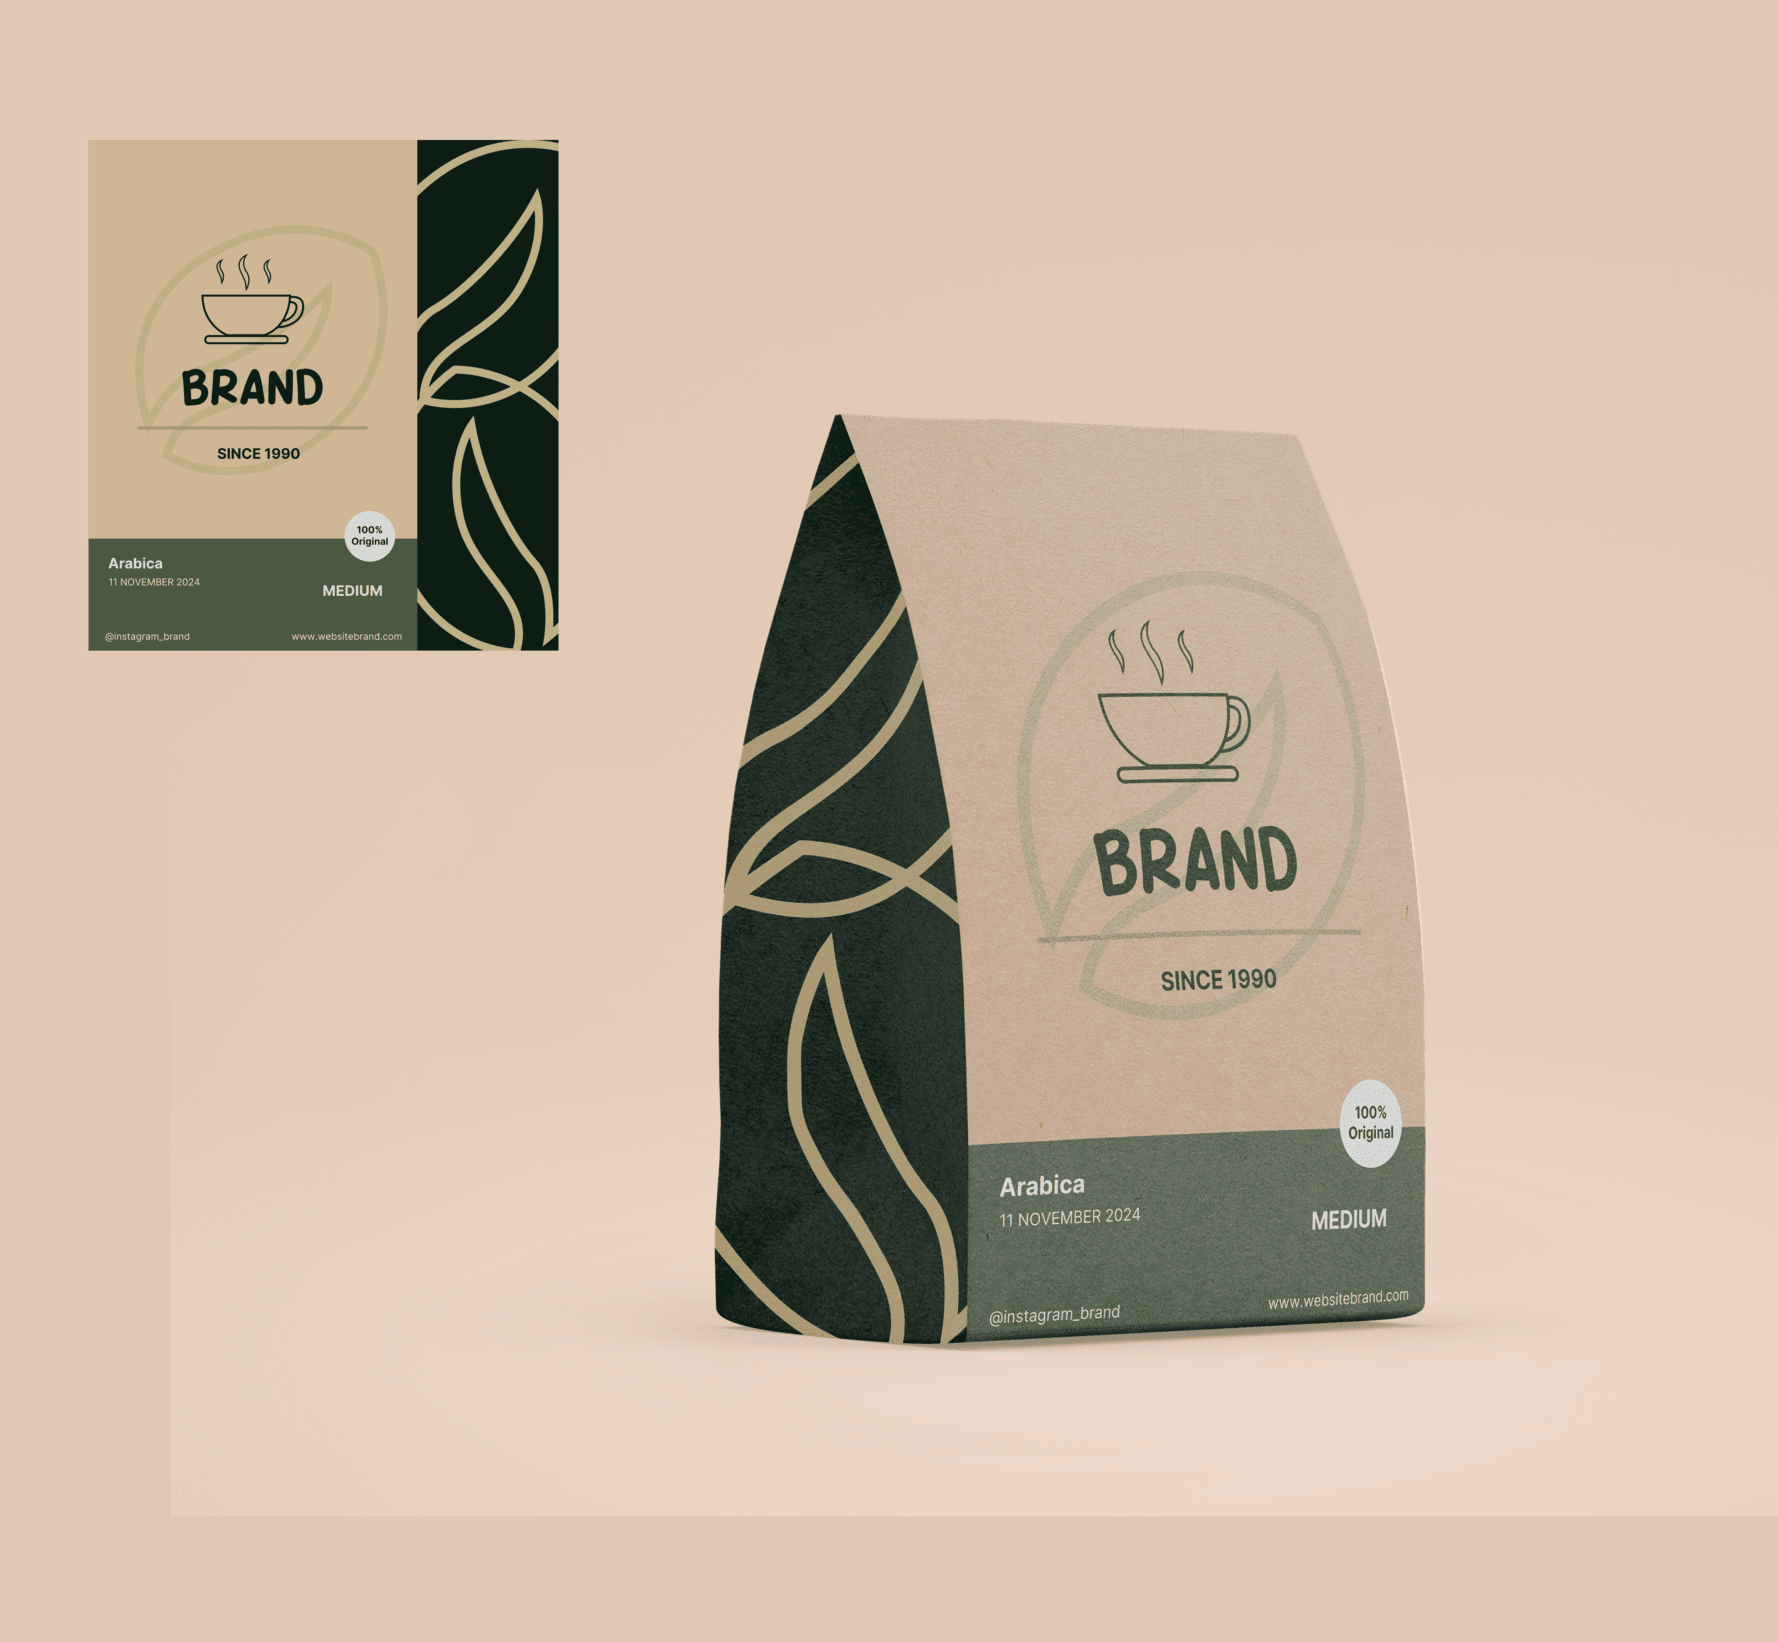 BRAND
SINCE 1990
100%
Original
Arabica
11 NOVEMBER 2024
MEDIUM
@instagram_brand
www.websitebrand.com
BRAND
SINCE 1990
100%
Original
Arabica
11 NOVEMBER 2024
MEDIUM
@instagram_brand
www.websitebrand.com